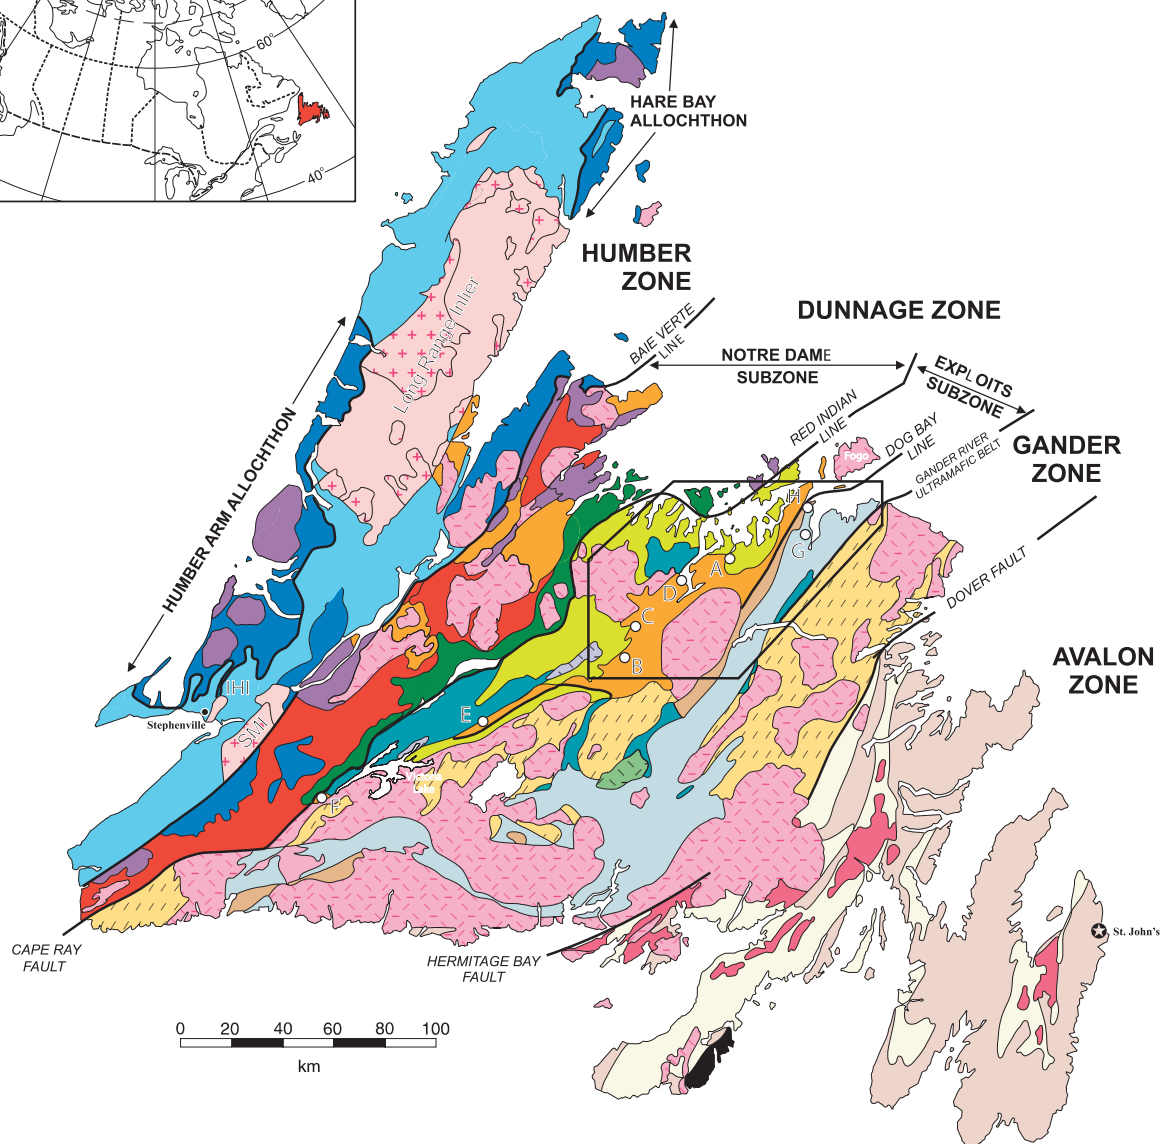 60°
40°
HARE BAY
ALLOCHTHON
HUMBER
ZONE
DUNNAGE ZONE
BAIE VERTE
LINE
NOTRE DAME
SUBZONE
EXPLOITS
SUBZONE
RED INDIAN
LINE
DOG BAY
LINE
GANDER RIVER
ULTRAMAFIC BELT
GANDER
ZONE
Long Range Inlier
HUMBER ARM ALLOCHTHON
Fogo
H
G
A
D
C
B
DOVER FAULT
AVALON
ZONE
IHI
Stephenville
SMI
E
Victoria
Lake
F
St. John's
CAPE RAY
FAULT
HERMITAGE BAY
FAULT
0 20 40 60 80 100
km